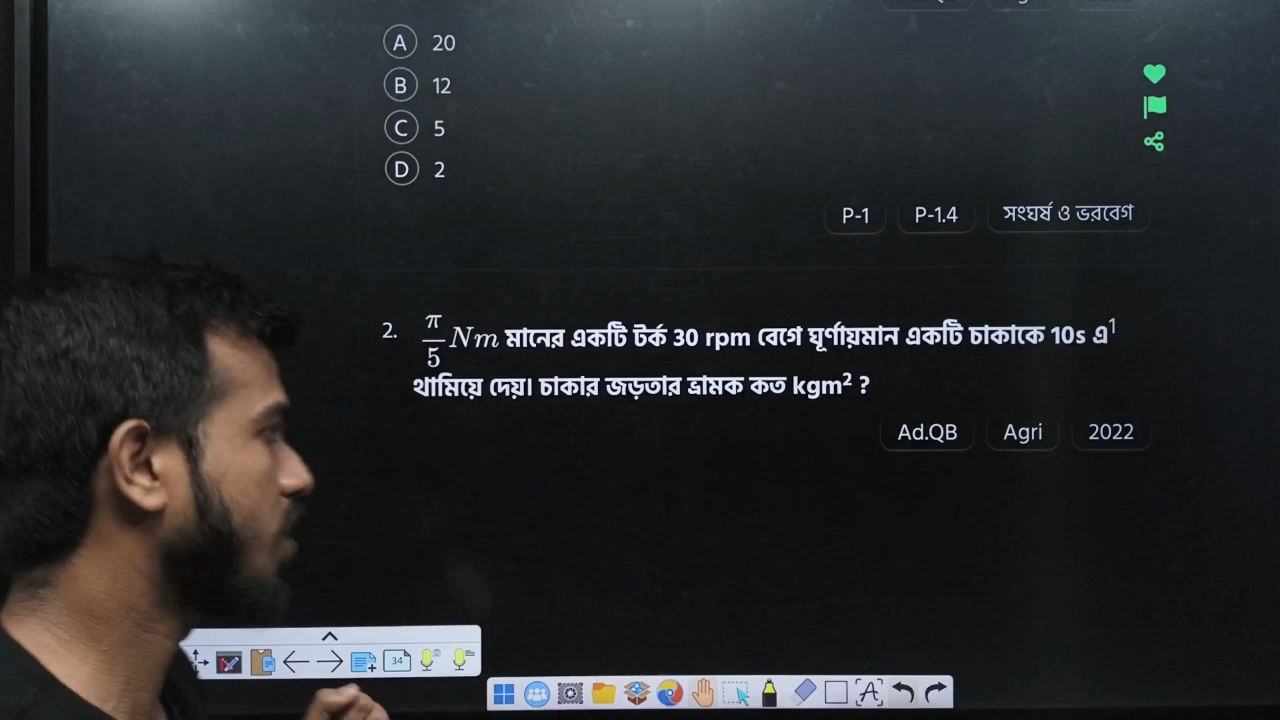 A 20
B 12
C 5
D 2
P-1 P-1.4 সংঘর্ষ ও ভরবেগ
2. π/5 Nm মানের একটি টর্ক 30 rpm বেগে ঘূর্ণায়মান একটি চাকাকে 10s এ¹
থামিয়ে দেয়। চাকার জড়তার ভ্রামক কত kgm² ?
Ad.QB Agri 2022
34